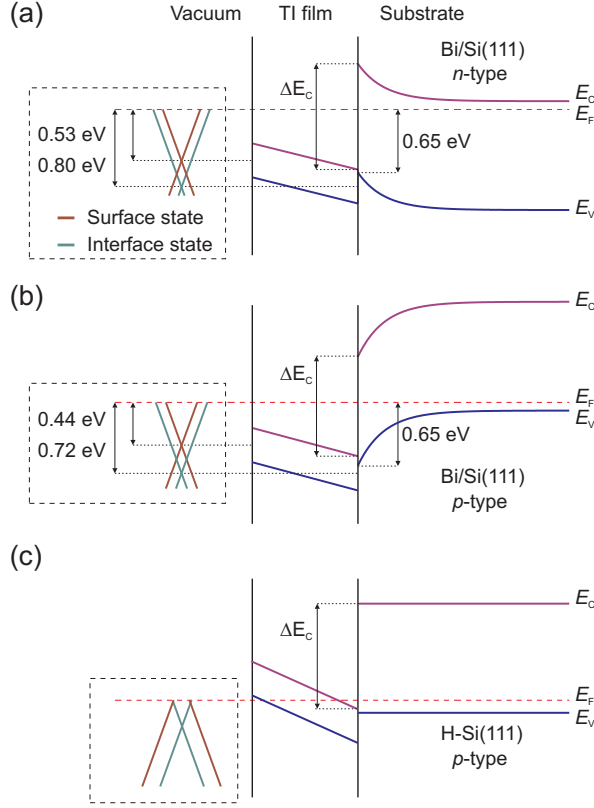 (a)
Vacuum TI film Substrate
Bi/Si(111)
n-type
ΔE_C
E_C
E_F
0.53 eV
0.80 eV
0.65 eV
Surface state
Interface state
E_V
(b)
E_C
ΔE_C
E_F
0.44 eV
0.72 eV
0.65 eV
E_V
Bi/Si(111)
p-type
(c)
E_C
ΔE_C
E_F
E_V
H-Si(111)
p-type